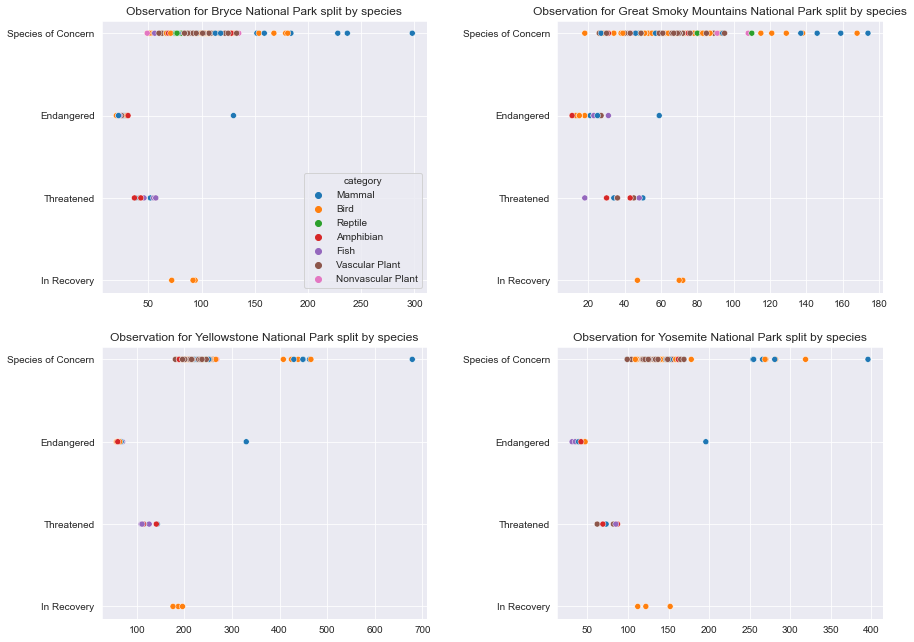 Observation for Bryce National Park split by species
Species of Concern
Endangered
Threatened
In Recovery
category
Mammal
Bird
Reptile
Amphibian
Fish
Vascular Plant
Nonvascular Plant
50 100 150 200 250 300
Observation for Great Smoky Mountains National Park split by species
Species of Concern
Endangered
Threatened
In Recovery
20 40 60 80 100 120 140 160 180
Observation for Yellowstone National Park split by species
Species of Concern
Endangered
Threatened
In Recovery
100 200 300 400 500 600 700
Observation for Yosemite National Park split by species
Species of Concern
Endangered
Threatened
In Recovery
50 100 150 200 250 300 350 400